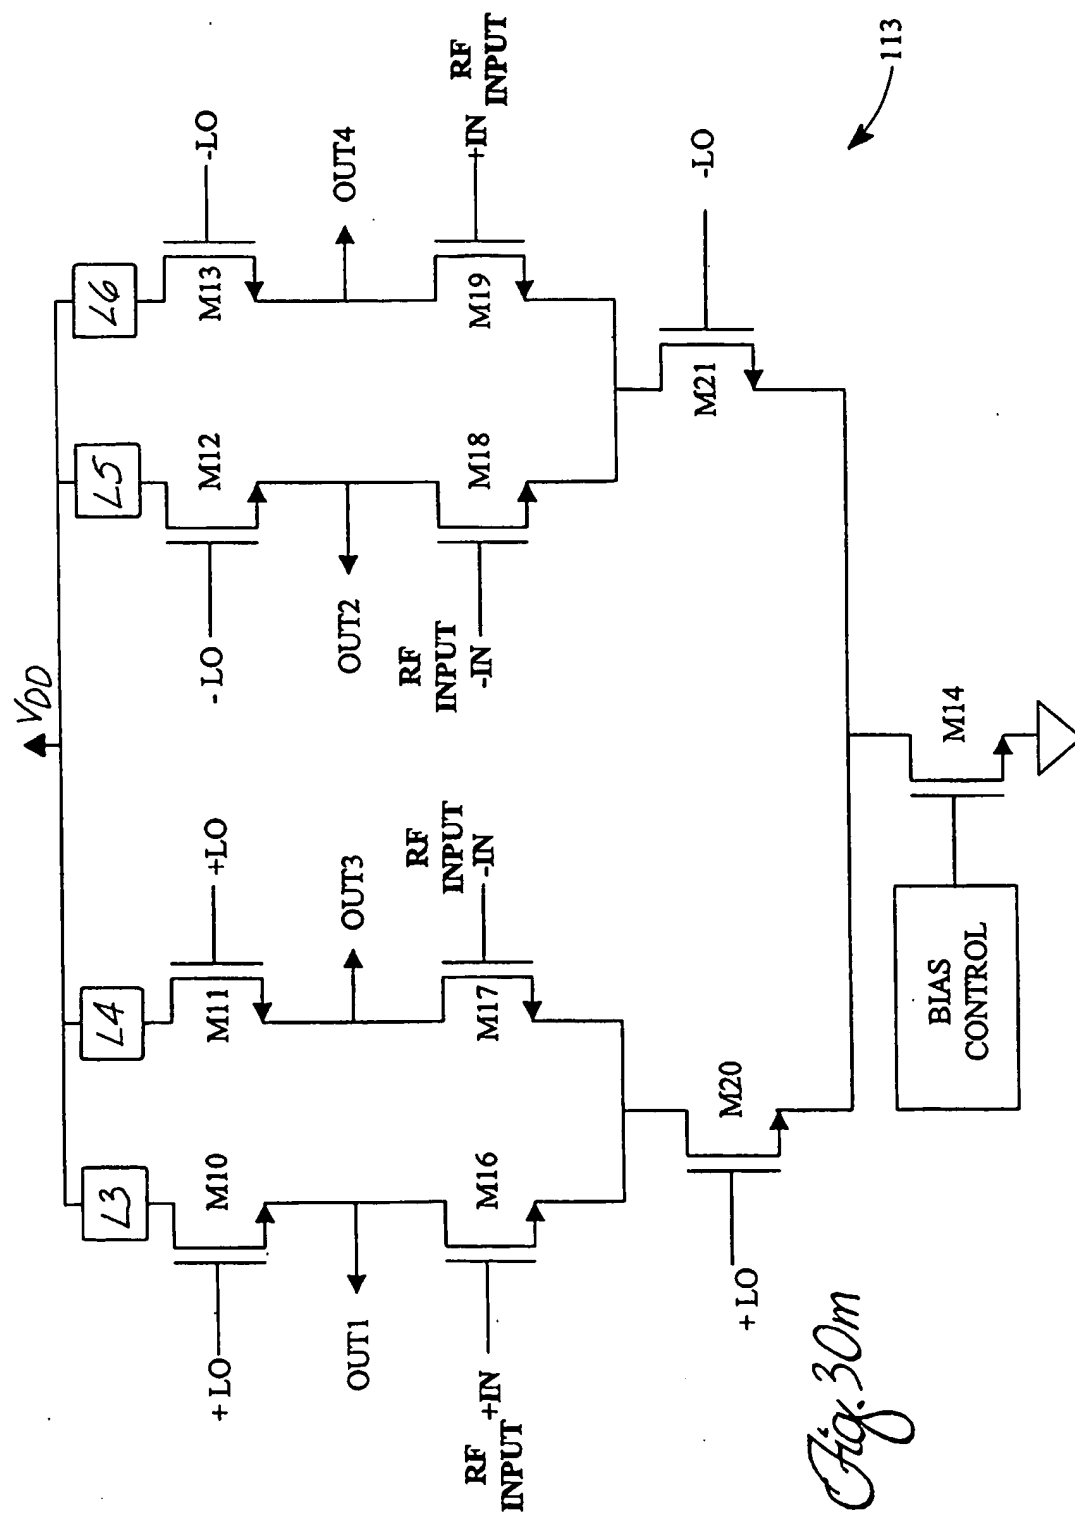 VDD
L3
L4
L5
L6
+ LO
M10
M11
+LO
- LO
M12
M13
-LO
OUT1
OUT3
OUT2
OUT4
RF
INPUT
+IN
M16
M17
RF
INPUT
-IN
RF
INPUT
-IN
M18
M19
+IN
RF
INPUT
+ LO
M20
M21
-LO
BIAS
CONTROL
M14
113
Fig. 30m